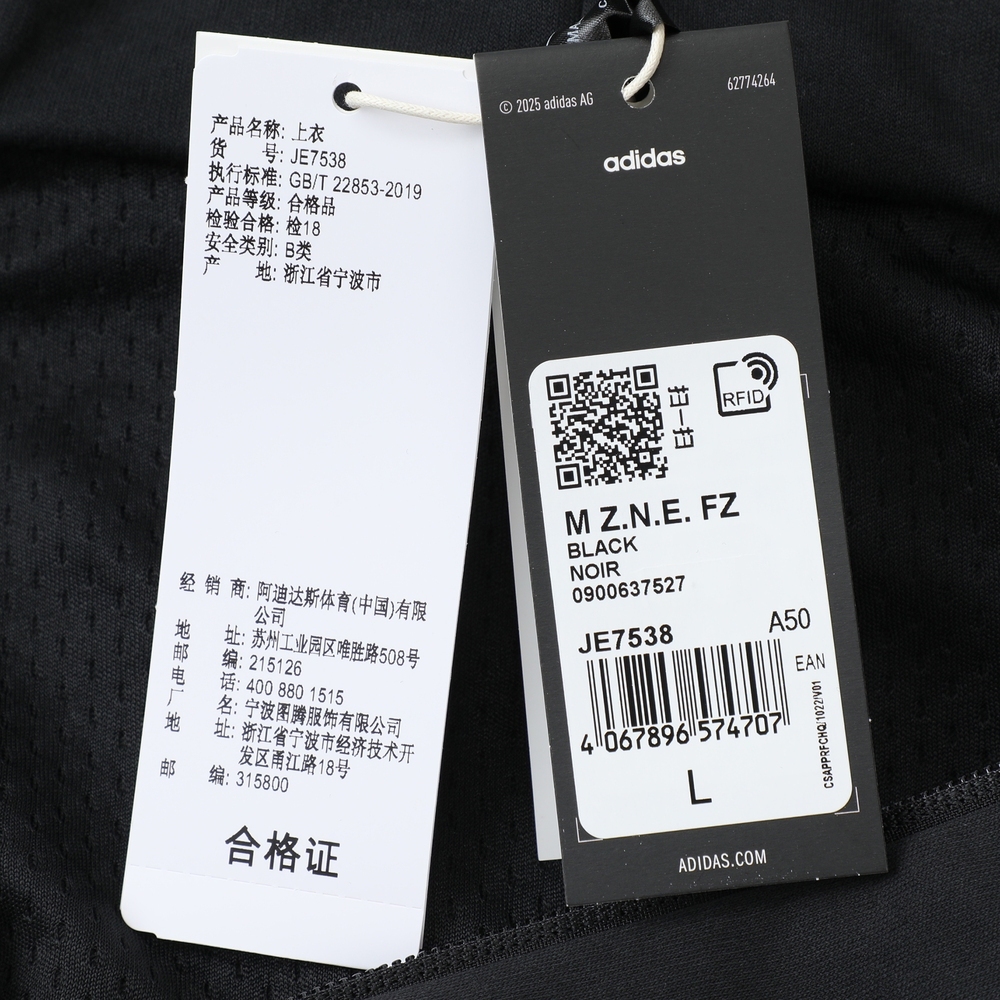 产品名称: 上衣
货 号: JE7538
执行标准: GB/T 22853-2019
产品等级: 合格品
检验合格: 检18
安全类别: B类
产 地: 浙江省宁波市
经 销 商: 阿迪达斯体育(中国)有限
公司
地 址: 苏州工业园区唯胜路508号
邮 编: 215126
电 话: 400 880 1515
厂 名: 宁波图腾服饰有限公司
地 址: 浙江省宁波市经济技术开
发区甬江路18号
邮 编: 315800
合格证
© 2025 adidas AG
62774264
adidas
扫一扫
RFID
M Z.N.E. FZ
BLACK
NOIR
0900637527
JE7538
A50
EAN
4 067896 574707
CSAPPRFCHQ/1022/V01
L
ADIDAS.COM